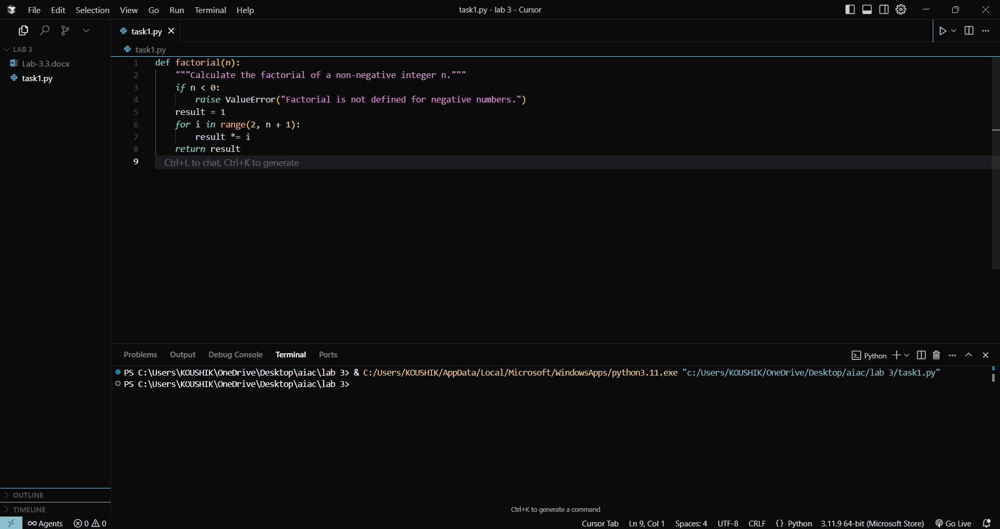 File Edit Selection View Go Run Terminal Help
task1.py - lab 3 - Cursor
LAB 3
Lab-3.3.docx
task1.py
task1.py
task1.py
1 def factorial(n):
2 """Calculate the factorial of a non-negative integer n."""
3 if n < 0:
4 raise ValueError("Factorial is not defined for negative numbers.")
5 result = 1
6 for i in range(2, n + 1):
7 result *= i
8 return result
9 Ctrl+L to chat, Ctrl+K to generate
Problems Output Debug Console Terminal Ports
Python
PS C:\Users\KOUSHIK\OneDrive\Desktop\aiac\lab 3> & C:/Users/KOUSHIK/AppData/Local/Microsoft/WindowsApps/python3.11.exe "c:/Users/KOUSHIK/OneDrive/Desktop/aiac/lab 3/task1.py"
PS C:\Users\KOUSHIK\OneDrive\Desktop\aiac\lab 3>
OUTLINE
TIMELINE
Ctrl+K to generate a command
Agents 0 0
Cursor Tab Ln 9, Col 1 Spaces: 4 UTF-8 CRLF {} Python 3.11.9 64-bit (Microsoft Store) Go Live